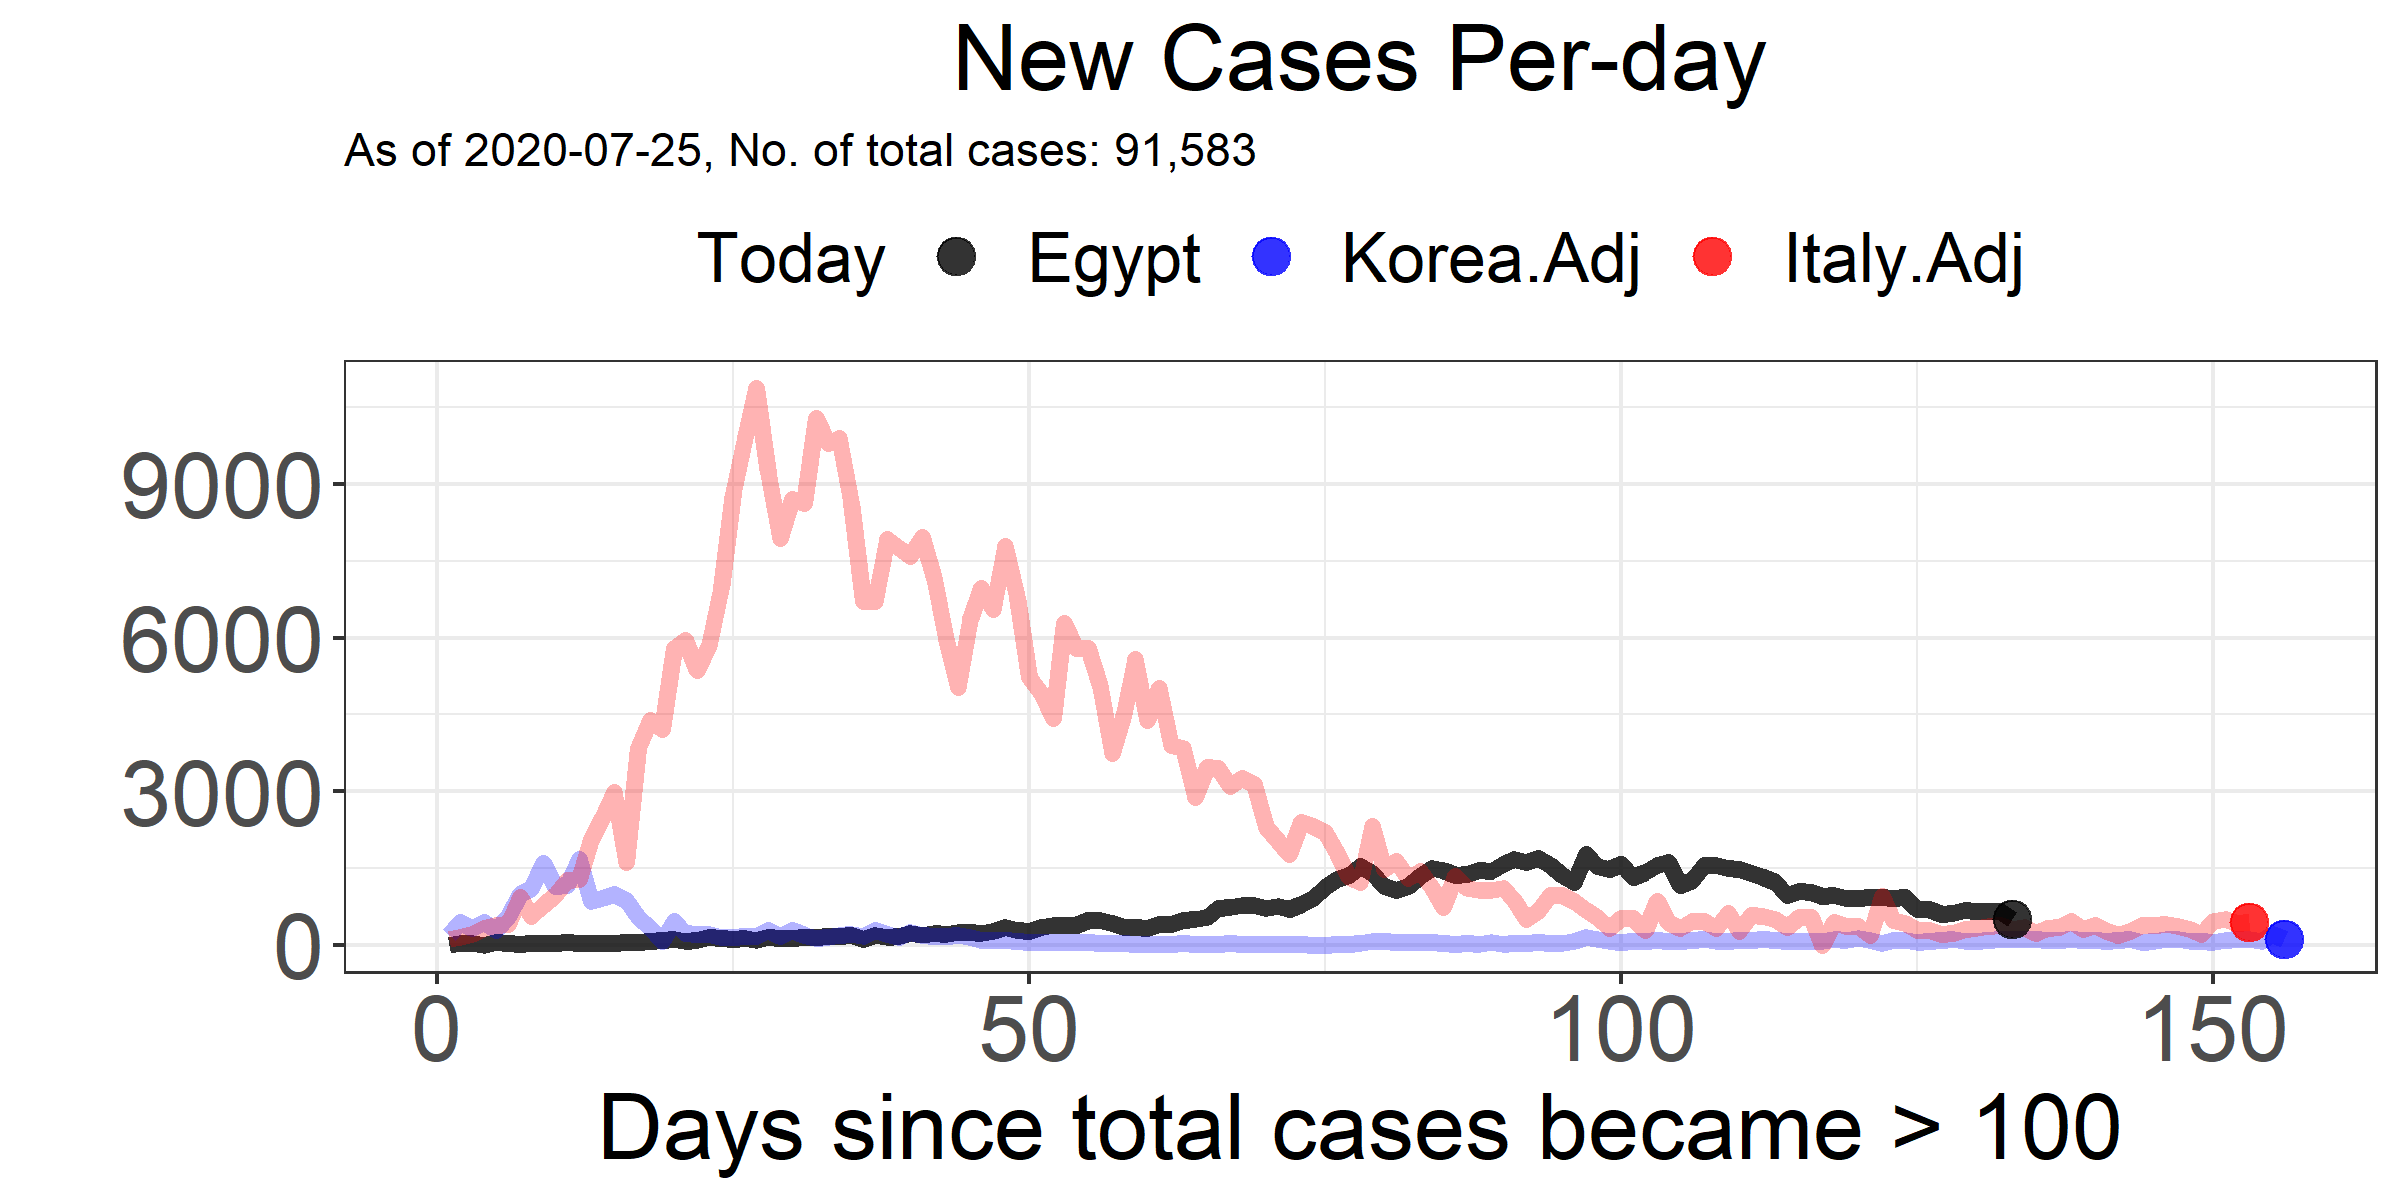 New Cases Per-day
As of 2020-07-25, No. of total cases: 91,583
Today Egypt Korea.Adj Italy.Adj
9000
6000
3000
0
0 50 100 150
Days since total cases became > 100